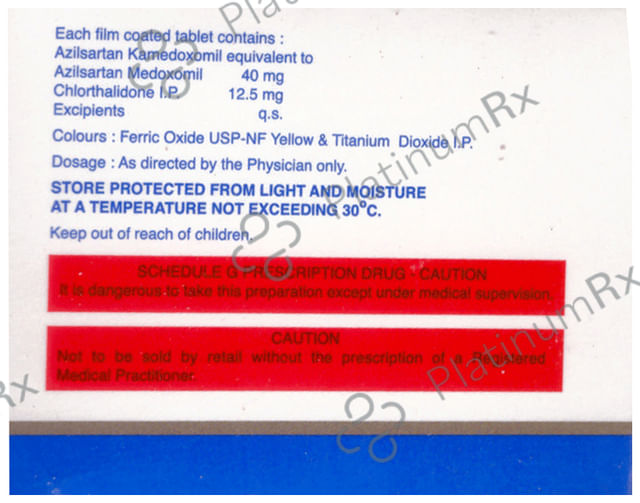 Each film coated tablet contains :
Azilsartan Kamedoxomil equivalent to
Azilsartan Medoxomil 40 mg
Chlorthalidone I.P. 12.5 mg
Excipients q.s.
Colours : Ferric Oxide USP-NF Yellow & Titanium Dioxide I.P.
Dosage : As directed by the Physician only.
STORE PROTECTED FROM LIGHT AND MOISTURE
AT A TEMPERATURE NOT EXCEEDING 30°C.
Keep out of reach of children.
SCHEDULE G PRESCRIPTION DRUG - CAUTION
It is dangerous to take this preparation except under medical supervision.
CAUTION
Not to be sold by retail without the prescription of a Registered
Medical Practitioner.
PlatinumRx
PlatinumRx
PlatinumRx
Rx